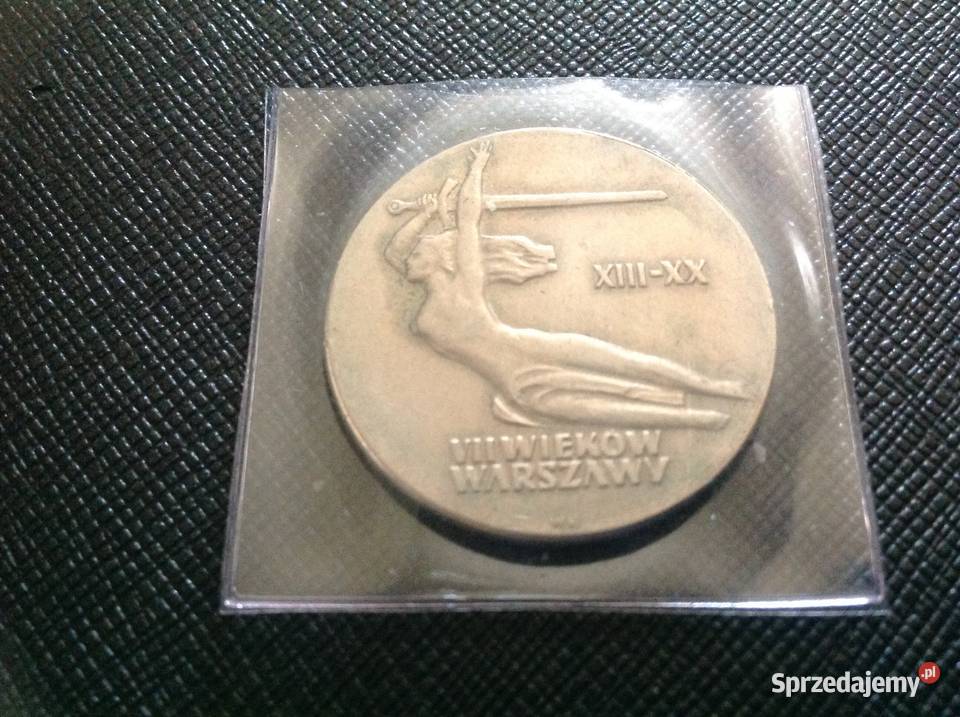 XIII-XX
VII WIEKÓW
WARSZAWY
Sprzedajemy.pl